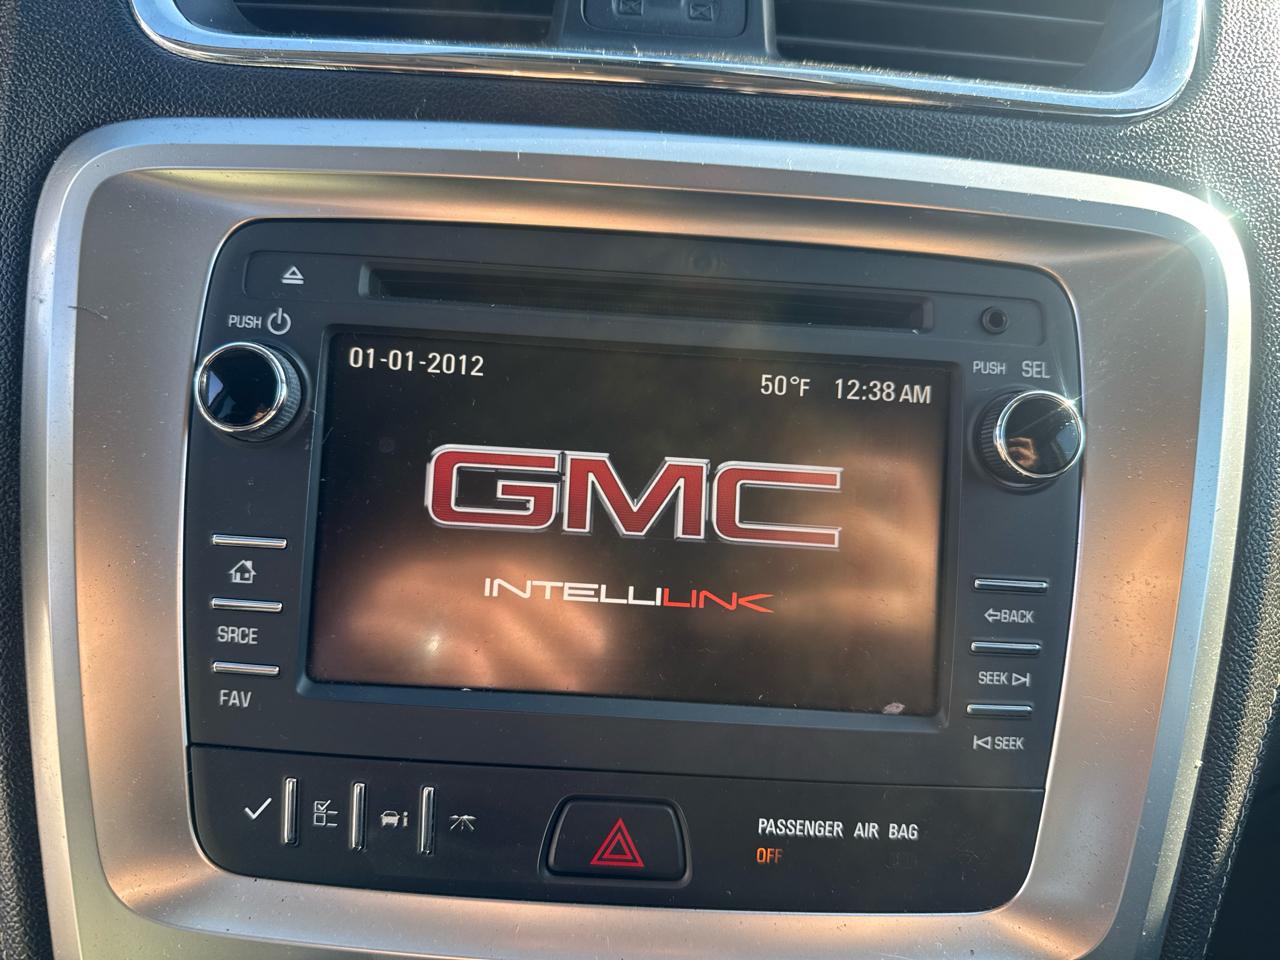 PUSH
01-01-2012
50°F 12:38 AM
PUSH SEL
GMC
INTELLILINK
SRCE
FAV
BACK
SEEK
SEEK
PASSENGER AIR BAG
OFF